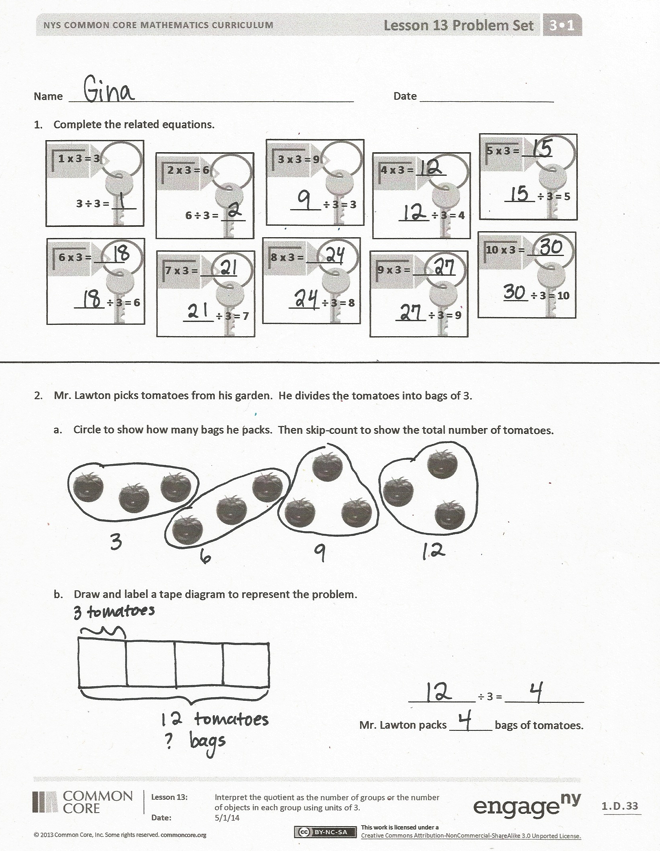 NYS COMMON CORE MATHEMATICS CURRICULUM Lesson 13 Problem Set 3•1
Name Gina Date
1. Complete the related equations.
1 x 3 = 3
3 ÷ 3 = 1
2 x 3 = 6
6 ÷ 3 = 2
3 x 3 = 9
9 ÷ 3 = 3
4 x 3 = 12
12 ÷ 3 = 4
5 x 3 = 15
15 ÷ 3 = 5
6 x 3 = 18
18 ÷ 3 = 6
7 x 3 = 21
21 ÷ 3 = 7
8 x 3 = 24
24 ÷ 3 = 8
9 x 3 = 27
27 ÷ 3 = 9
10 x 3 = 30
30 ÷ 3 = 10
2. Mr. Lawton picks tomatoes from his garden. He divides the tomatoes into bags of 3.
a. Circle to show how many bags he packs. Then skip-count to show the total number of tomatoes.
3 6 9 12
b. Draw and label a tape diagram to represent the problem.
3 tomatoes
12 tomatoes
? bags
12 ÷ 3 = 4
Mr. Lawton packs 4 bags of tomatoes.
COMMON
CORE
Lesson 13: Interpret the quotient as the number of groups or the number
of objects in each group using units of 3.
Date: 5/1/14
engage ny
1.D.33
© 2013 Common Core, Inc. Some rights reserved. commoncore.org
cc BY-NC-SA
This work is licensed under a
Creative Commons Attribution-NonCommercial-ShareAlike 3.0 Unported License.